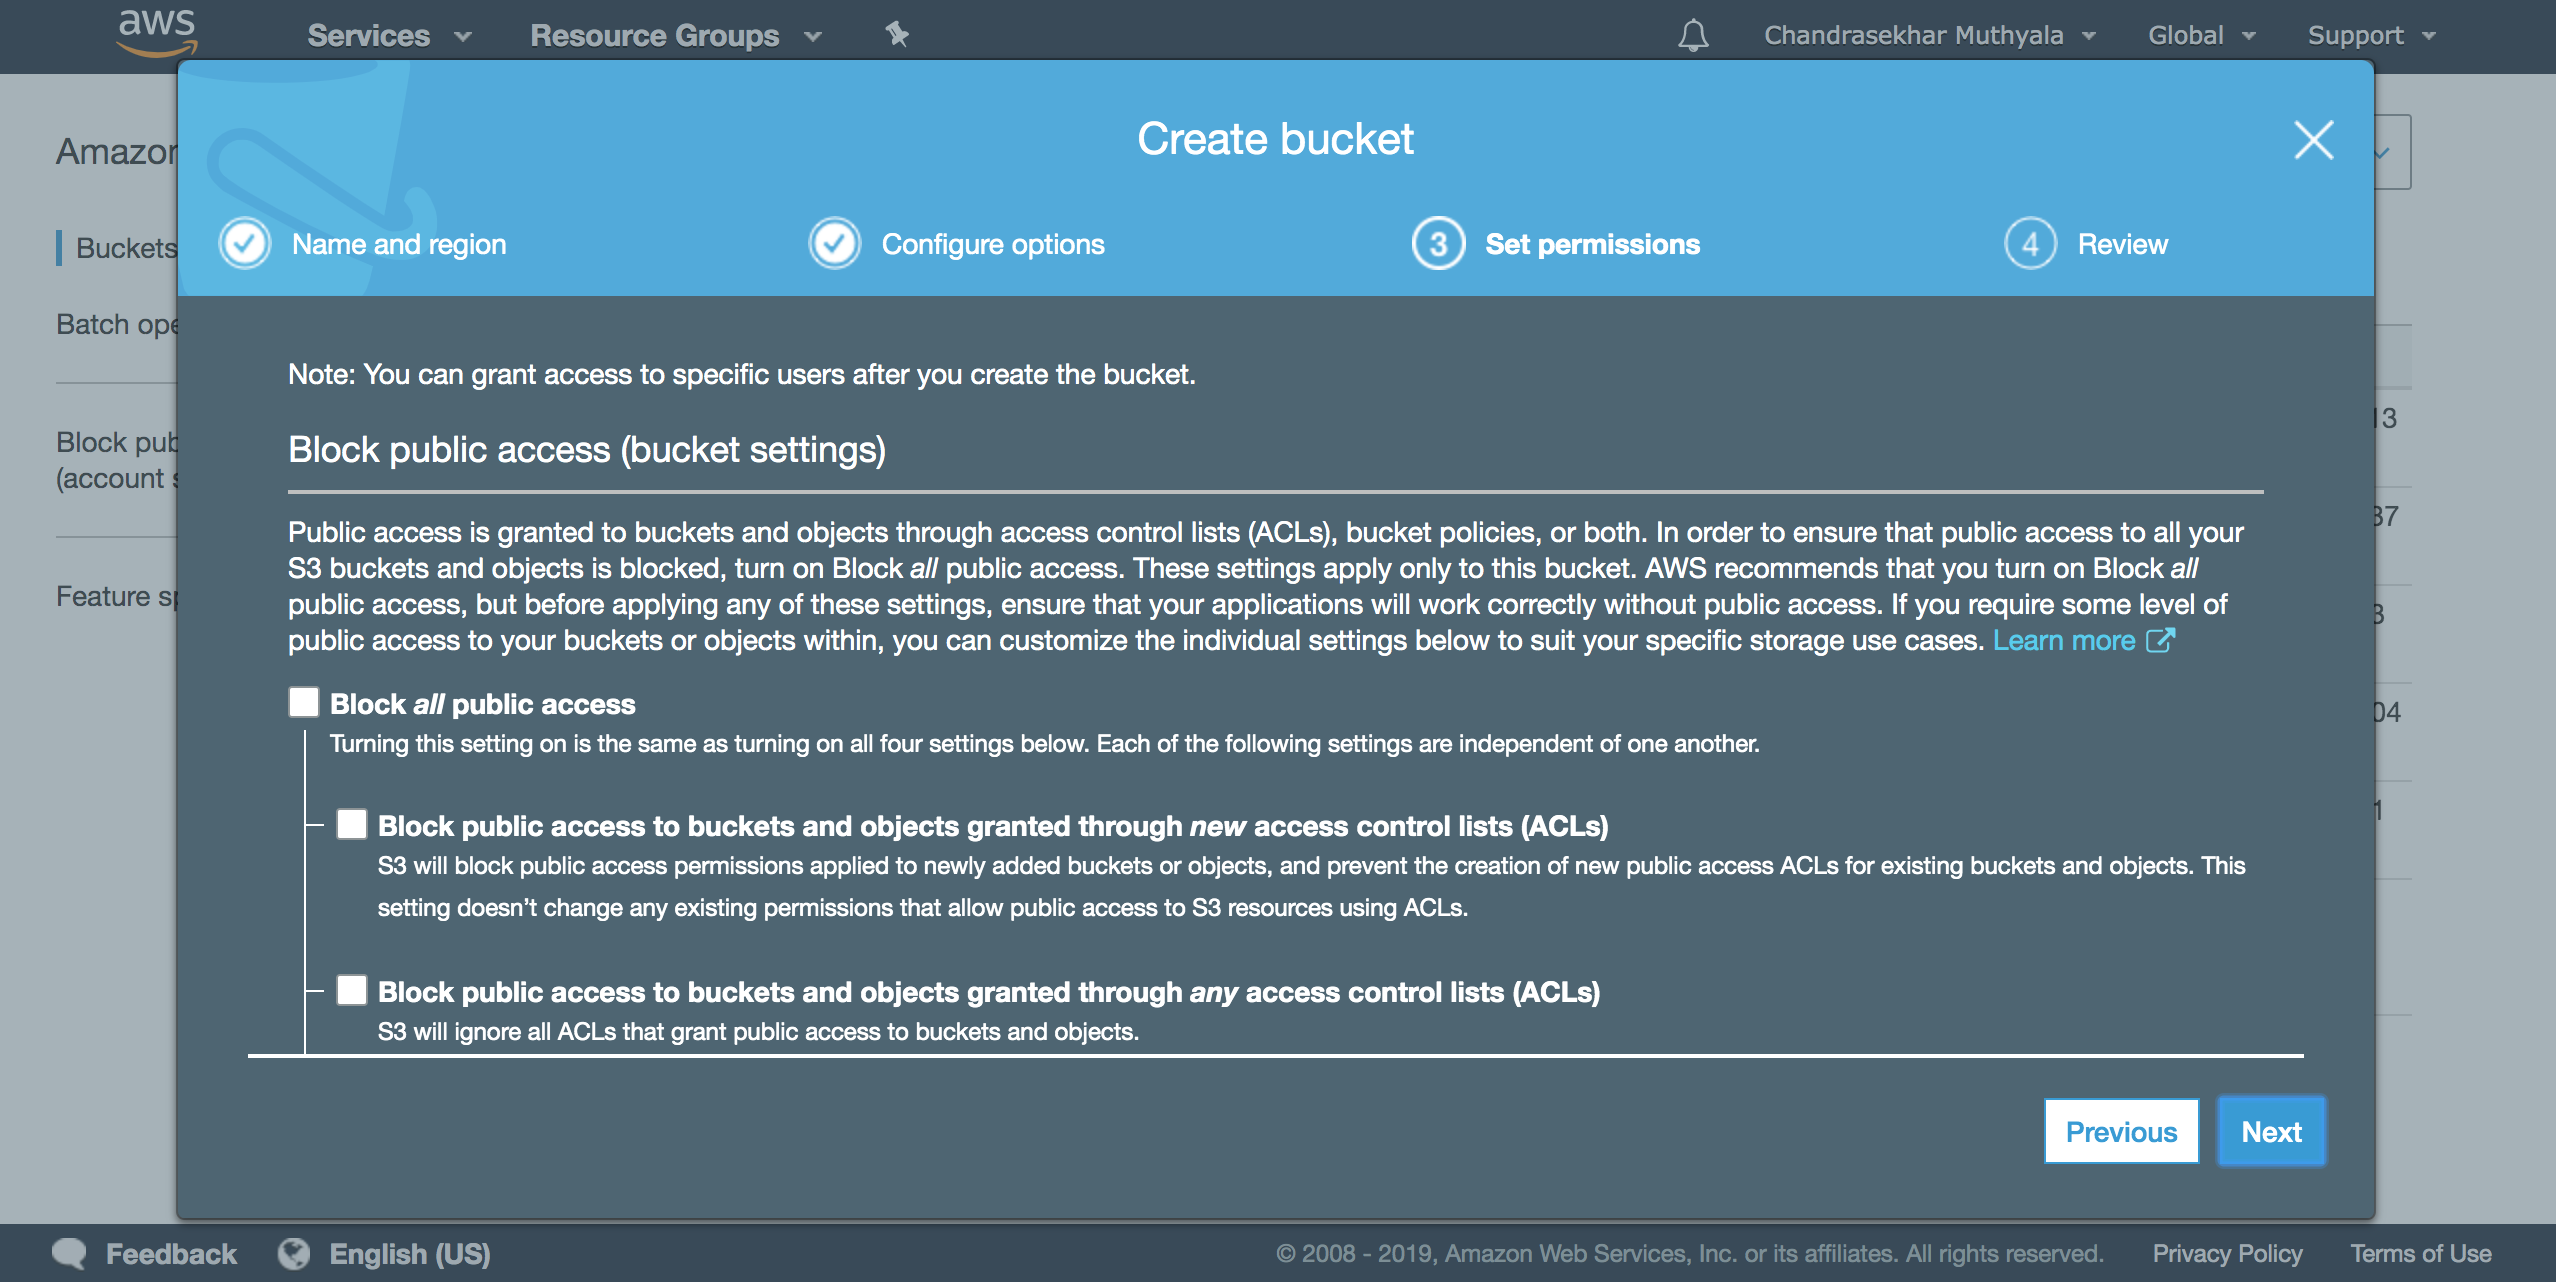 aws
Services
Resource Groups
Chandrasekhar Muthyala
Global
Support
Amazon
Create bucket
Name and region
Configure options
3 Set permissions
4 Review
Buckets
Batch ope
Block pub
(account s
Feature sp
Note: You can grant access to specific users after you create the bucket.
Block public access (bucket settings)
Public access is granted to buckets and objects through access control lists (ACLs), bucket policies, or both. In order to ensure that public access to all your
S3 buckets and objects is blocked, turn on Block all public access. These settings apply only to this bucket. AWS recommends that you turn on Block all
public access, but before applying any of these settings, ensure that your applications will work correctly without public access. If you require some level of
public access to your buckets or objects within, you can customize the individual settings below to suit your specific storage use cases. Learn more
Block all public access
Turning this setting on is the same as turning on all four settings below. Each of the following settings are independent of one another.
Block public access to buckets and objects granted through new access control lists (ACLs)
S3 will block public access permissions applied to newly added buckets or objects, and prevent the creation of new public access ACLs for existing buckets and objects. This
setting doesn’t change any existing permissions that allow public access to S3 resources using ACLs.
Block public access to buckets and objects granted through any access control lists (ACLs)
S3 will ignore all ACLs that grant public access to buckets and objects.
13
37
3
04
1
Previous
Next
Feedback
English (US)
© 2008 - 2019, Amazon Web Services, Inc. or its affiliates. All rights reserved.
Privacy Policy
Terms of Use